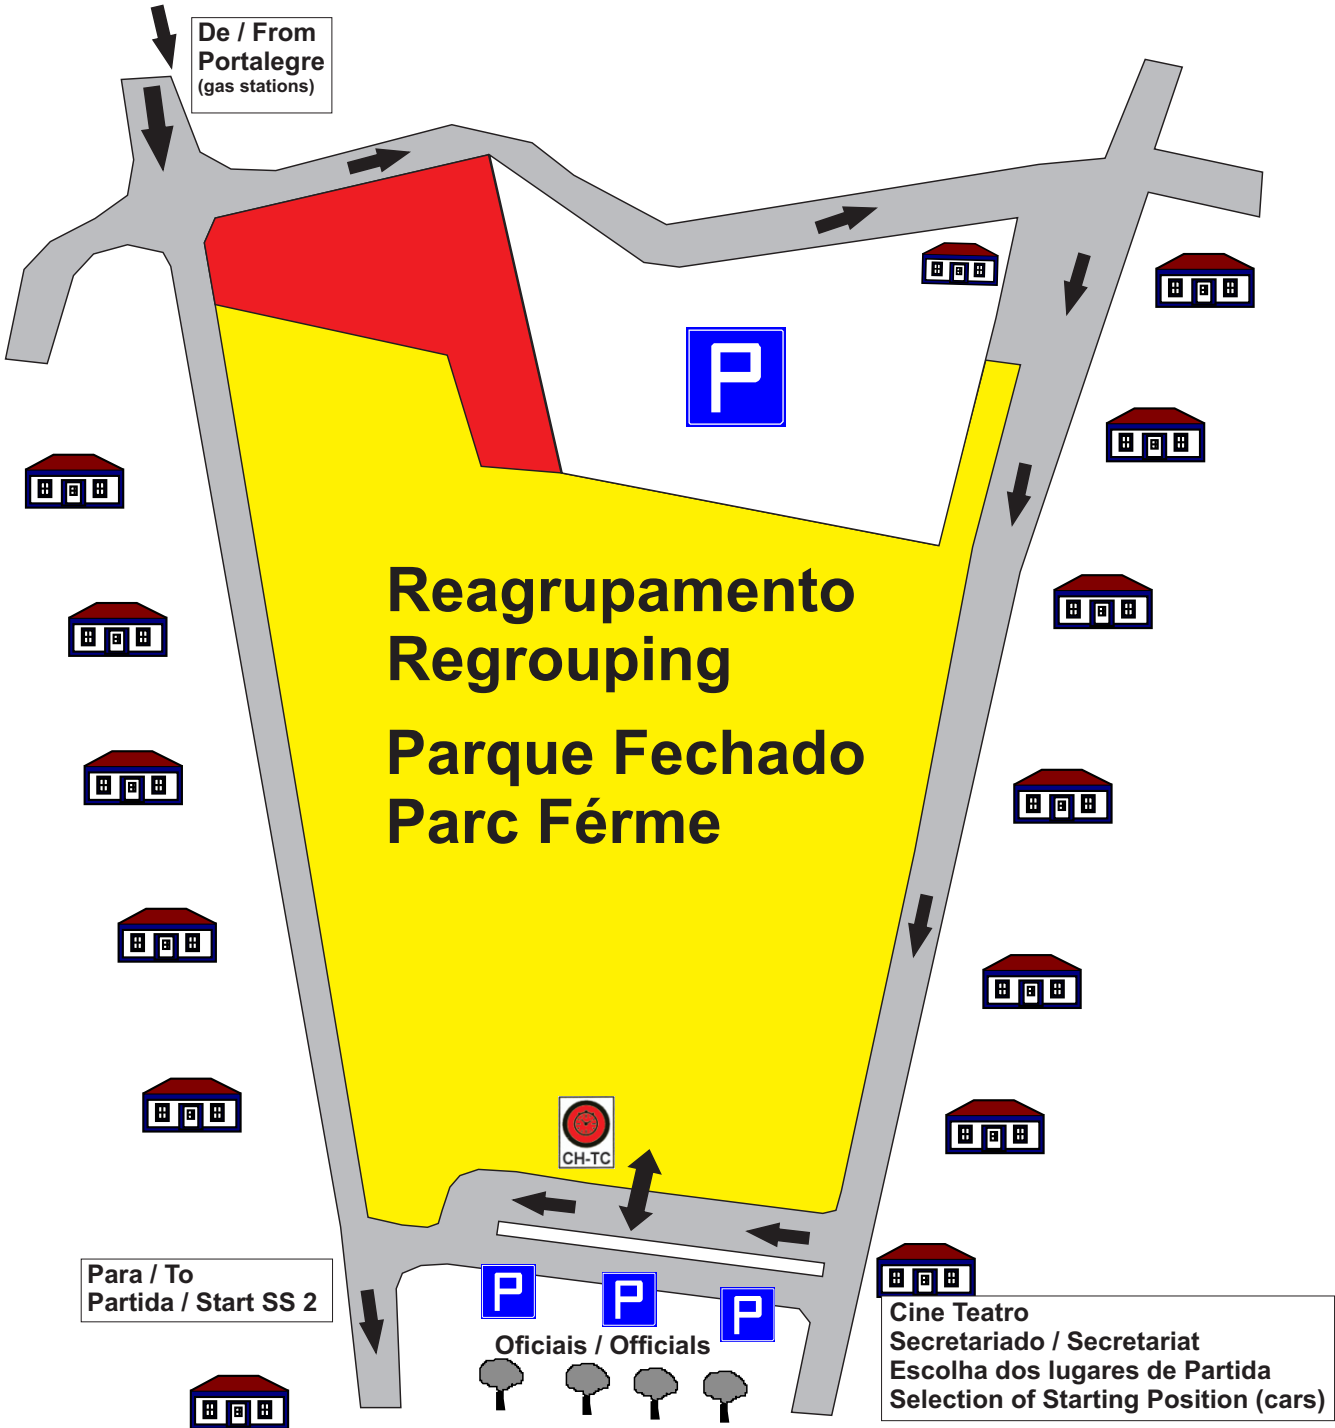 De / From
Portalegre
(gas stations)
P
Reagrupamento
Regrouping
Parque Fechado
Parc Férme
CH-TC
Para / To
Partida / Start SS 2
P
P
P
Oficiais / Officials
Cine Teatro
Secretariado / Secretariat
Escolha dos lugares de Partida
Selection of Starting Position (cars)